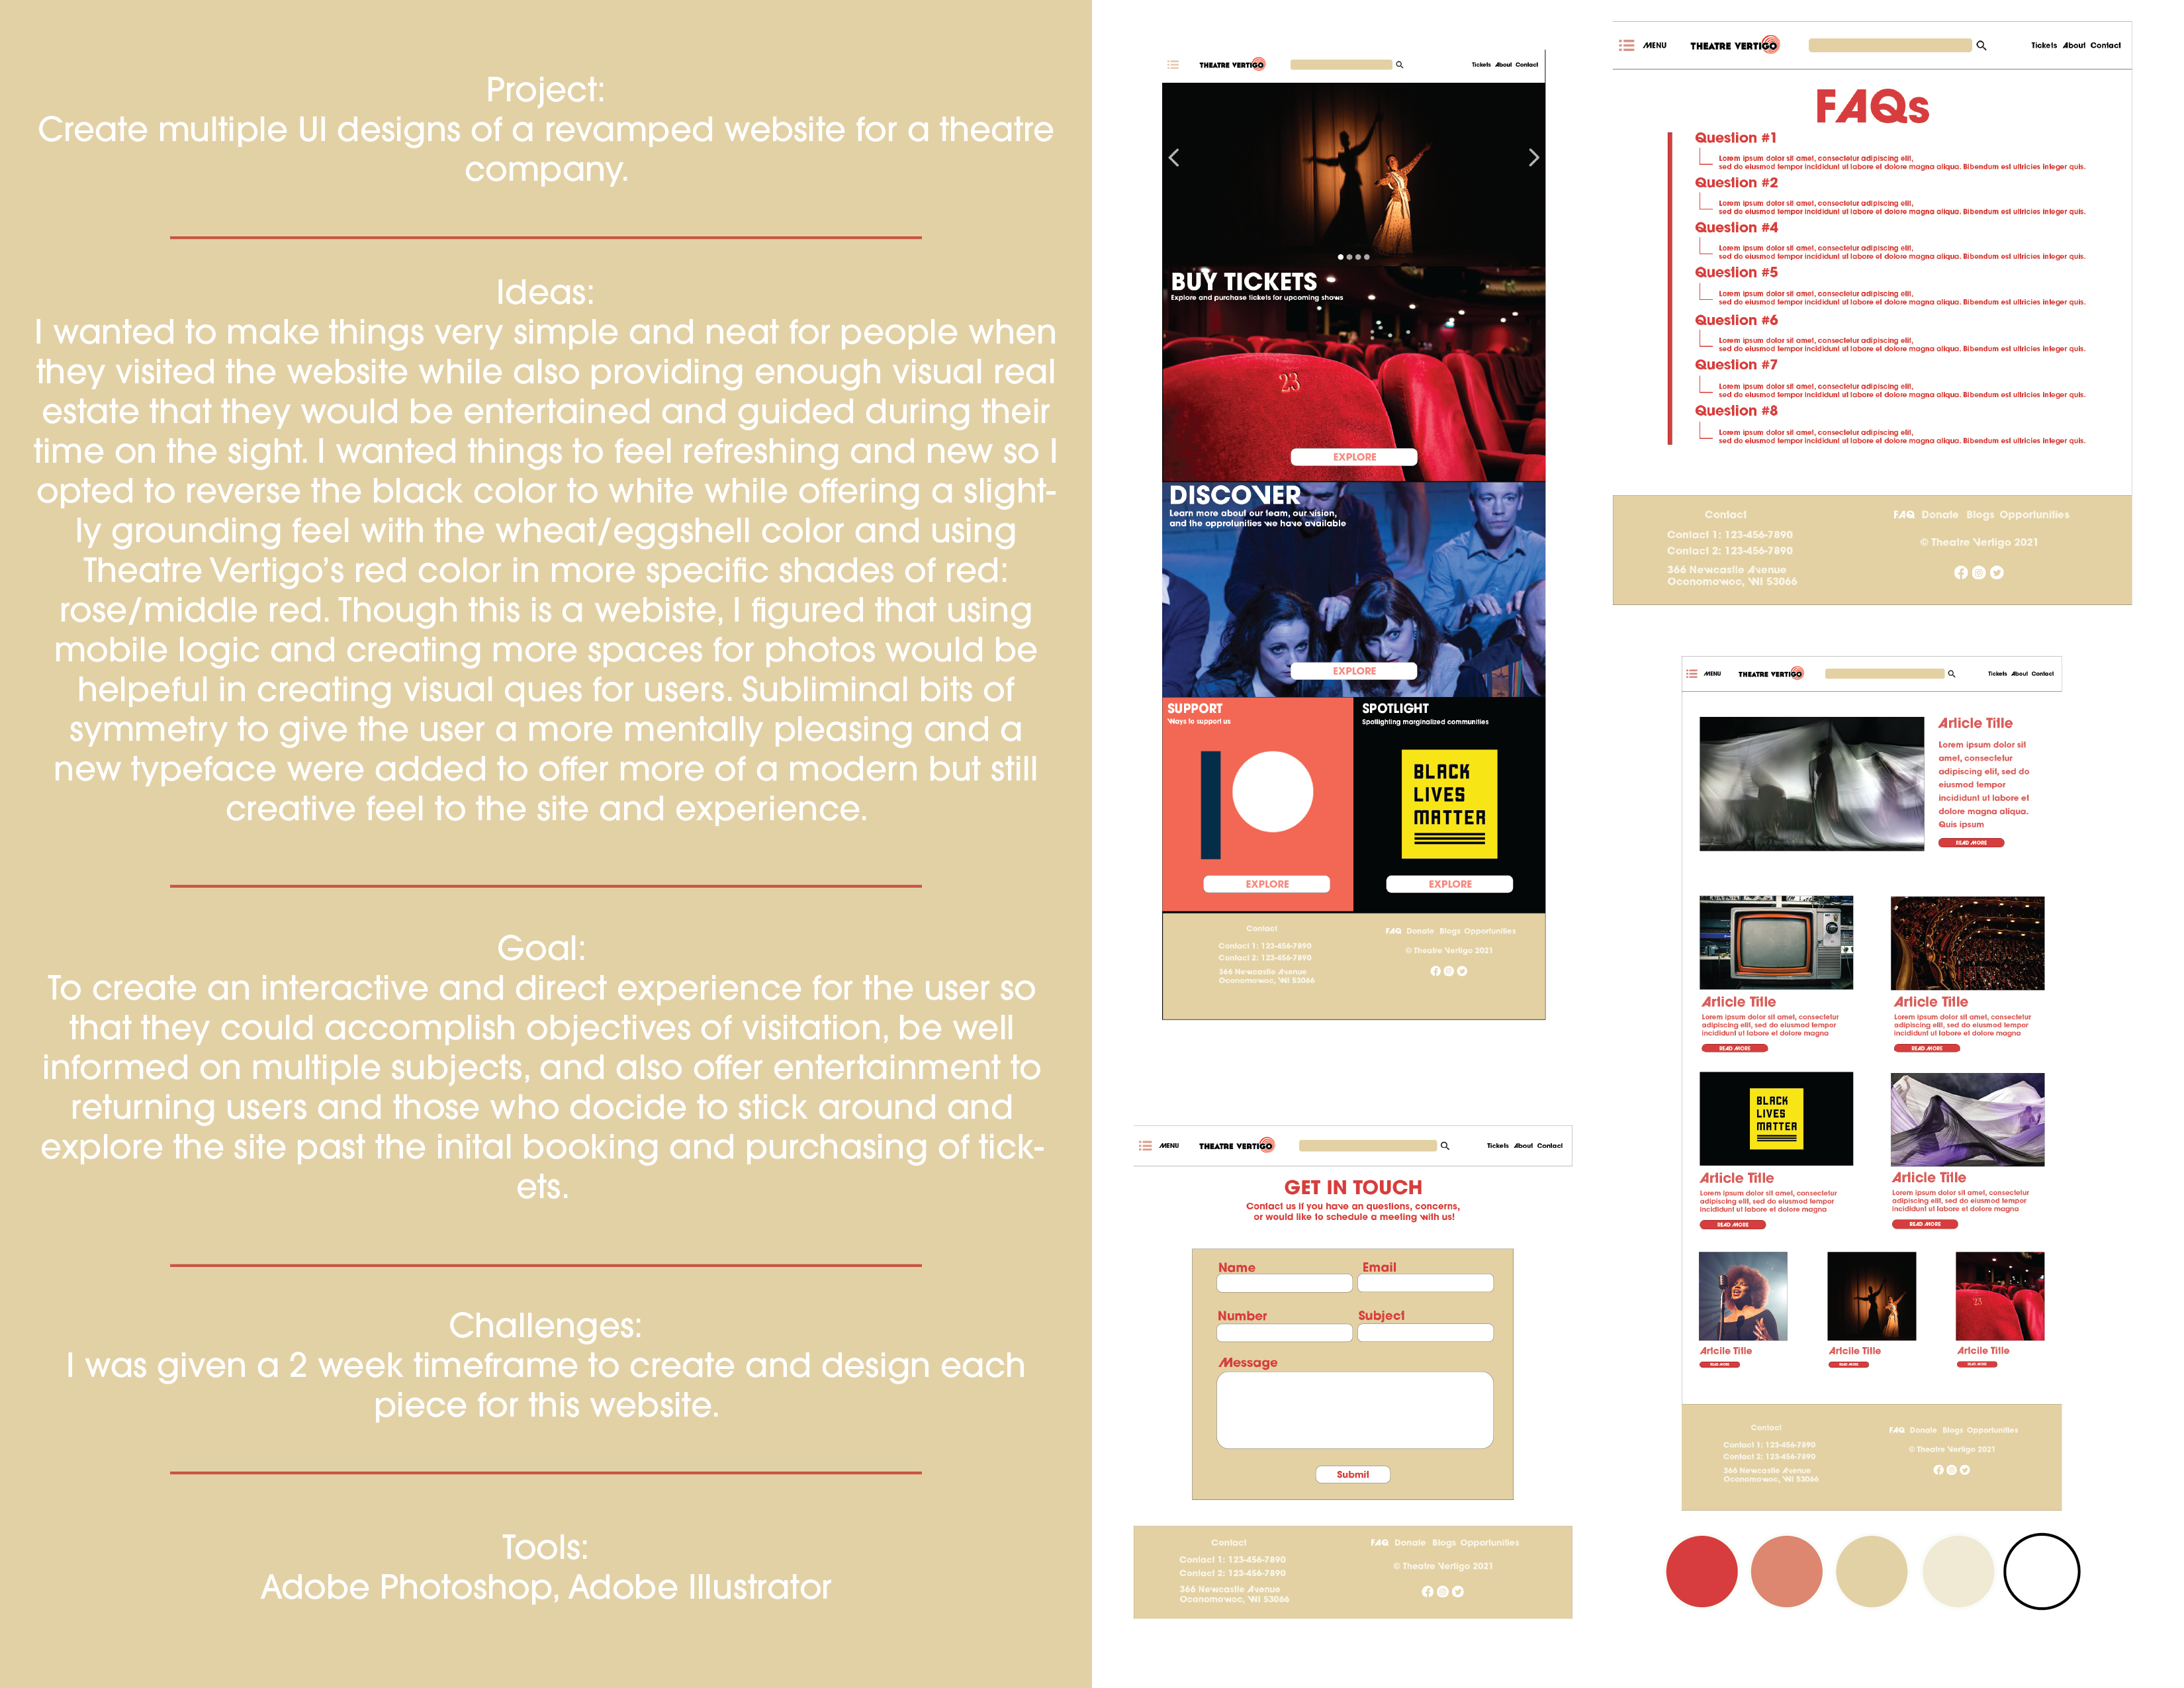 Project:
Create multiple UI designs of a revamped website for a theatre
company.
Ideas:
I wanted to make things very simple and neat for people when
they visited the website while also providing enough visual real
estate that they would be entertained and guided during their
time on the sight. I wanted things to feel refreshing and new so I
opted to reverse the black color to white while offering a slight-
ly grounding feel with the wheat/eggshell color and using
Theatre Vertigo's red color in more specific shades of red:
rose/middle red. Though this is a webiste, I figured that using
mobile logic and creating more spaces for photos would be
helpeful in creating visual ques for users. Subliminal bits of
symmetry to give the user a more mentally pleasing and a
new typeface were added to offer more of a modern but still
creative feel to the site and experience.
Goal:
To create an interactive and direct experience for the user so
that they could accomplish objectives of visitation, be well
informed on multiple subjects, and also offer entertainment to
returning users and those who docide to stick around and
explore the site past the inital booking and purchasing of tick-
ets.
Challenges:
I was given a 2 week timeframe to create and design each
piece for this website.
Tools:
Adobe Photoshop, Adobe Illustrator
THEATRE VERTIGO
Tickets About Contact
BUY TICKETS
Explore and purchase tickets for upcoming shows
23
EXPLORE
DISCOVER
Learn more about our team, our vision,
and the opprotunities we have available
EXPLORE
SUPPORT
Ways to support us
EXPLORE
SPOTLIGHT
Spotlighting marginalized communities
BLACK
LIVES
MATTER
EXPLORE
Contact
Contact 1: 123-456-7890
Contact 2: 123-456-7890
366 Newcastle Avenue
Oconomowoc, WI 53066
FAQ Donate Blogs Opportunities
© Theatre Vertigo 2021
MENU
THEATRE VERTIGO
Tickets About Contact
GET IN TOUCH
Contact us if you have an questions, concerns,
or would like to schedule a meeting with us!
Name
Email
Number
Subject
Message
Submit
Contact
Contact 1: 123-456-7890
Contact 2: 123-456-7890
366 Newcastle Avenue
Oconomowoc, WI 53066
FAQ Donate Blogs Opportunities
© Theatre Vertigo 2021
MENU
THEATRE VERTIGO
Tickets About Contact
FAQs
Question #1
Lorem ipsum dolor sit amet, consectetur adipiscing elit,
sed do eiusmod tempor incididunt ut labore et dolore magna aliqua. Bibendum est ultricies integer quis.
Question #2
Lorem ipsum dolor sit amet, consectetur adipiscing elit,
sed do eiusmod tempor incididunt ut labore et dolore magna aliqua. Bibendum est ultricies integer quis.
Question #4
Lorem ipsum dolor sit amet, consectetur adipiscing elit,
sed do eiusmod tempor incididunt ut labore et dolore magna aliqua. Bibendum est ultricies integer quis.
Question #5
Lorem ipsum dolor sit amet, consectetur adipiscing elit,
sed do eiusmod tempor incididunt ut labore et dolore magna aliqua. Bibendum est ultricies integer quis.
Question #6
Lorem ipsum dolor sit amet, consectetur adipiscing elit,
sed do eiusmod tempor incididunt ut labore et dolore magna aliqua. Bibendum est ultricies integer quis.
Question #7
Lorem ipsum dolor sit amet, consectetur adipiscing elit,
sed do eiusmod tempor incididunt ut labore et dolore magna aliqua. Bibendum est ultricies integer quis.
Question #8
Lorem ipsum dolor sit amet, consectetur adipiscing elit,
sed do eiusmod tempor incididunt ut labore et dolore magna aliqua. Bibendum est ultricies integer quis.
Contact
Contact 1: 123-456-7890
Contact 2: 123-456-7890
366 Newcastle Avenue
Oconomowoc, WI 53066
FAQ Donate Blogs Opportunities
© Theatre Vertigo 2021
MENU
THEATRE VERTIGO
Tickets About Contact
Article Title
Lorem ipsum dolor sit
amet, consectetur
adipiscing elit, sed do
eiusmod tempor
incididunt ut labore et
dolore magna aliqua.
Quis ipsum
READ MORE
Article Title
Lorem ipsum dolor sit amet, consectetur
adipiscing elit, sed do eiusmod tempor
incididunt ut labore et dolore magna
READ MORE
Article Title
Lorem ipsum dolor sit amet, consectetur
adipiscing elit, sed do eiusmod tempor
incididunt ut labore et dolore magna
READ MORE
BLACK
LIVES
MATTER
Article Title
Lorem ipsum dolor sit amet, consectetur
adipiscing elit, sed do eiusmod tempor
incididunt ut labore et dolore magna
READ MORE
Article Title
Lorem ipsum dolor sit amet, consectetur
adipiscing elit, sed do eiusmod tempor
incididunt ut labore et dolore magna
READ MORE
Articile Title
READ MORE
Articile Title
READ MORE
23
Articile Title
READ MORE
Contact
Contact 1: 123-456-7890
Contact 2: 123-456-7890
366 Newcastle Avenue
Oconomowoc, WI 53066
FAQ Donate Blogs Opportunities
© Theatre Vertigo 2021